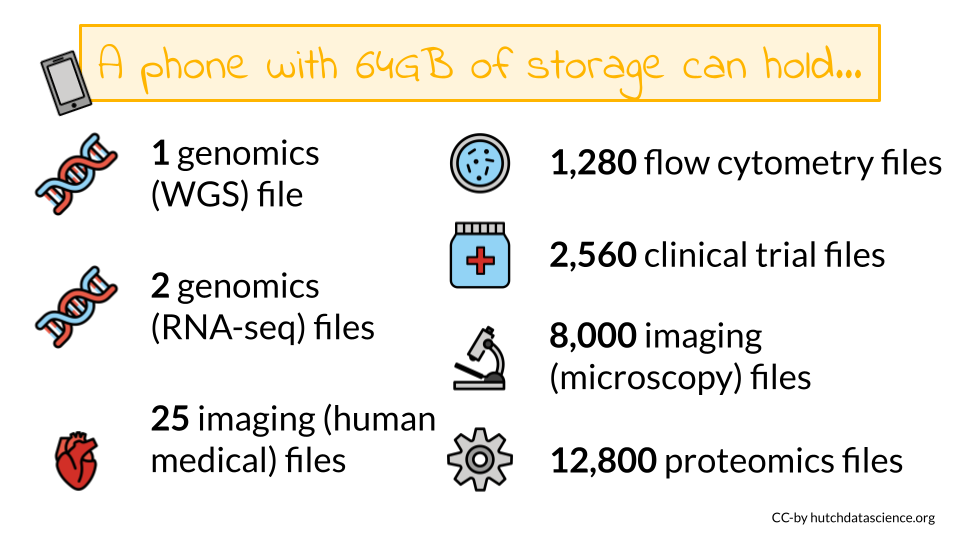 A phone with 64GB of storage can hold...
1 genomics
(WGS) file
2 genomics
(RNA-seq) files
25 imaging (human
medical) files
1,280 flow cytometry files
2,560 clinical trial files
8,000 imaging
(microscopy) files
12,800 proteomics files
CC-by hutchdatascience.org